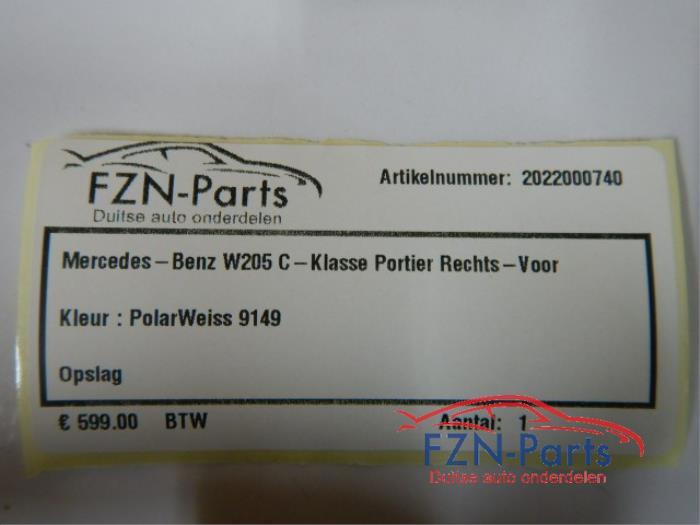 FZN-Parts
Duitse auto onderdelen
Artikelnummer: 2022000740
Mercedes-Benz W205 C-Klasse Portier Rechts-Voor
Kleur : PolarWeiss 9149
Opslag
€ 599.00 BTW
Aantal: 1
FZN-Parts
Duitse auto onderdelen